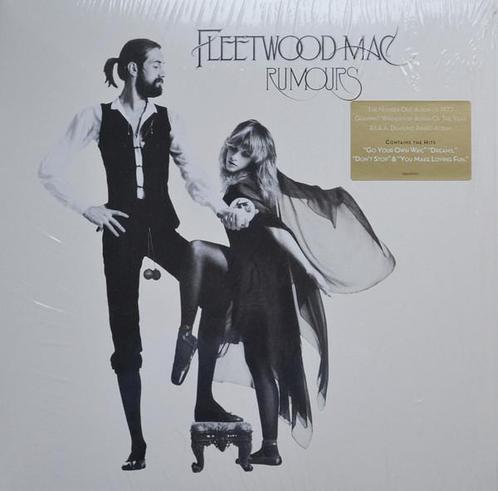 FLEETWOOD MAC
RUMOURS
THE NUMBER ONE ALBUM OF 1977
GRAMMY WINNER FOR ALBUM OF THE YEAR
R.I.A.A. DIAMOND AWARD ALBUM
CONTAINS THE HITS
"GO YOUR OWN WAY," "DREAMS,"
"DON'T STOP" & "YOU MAKE LOVING FUN."